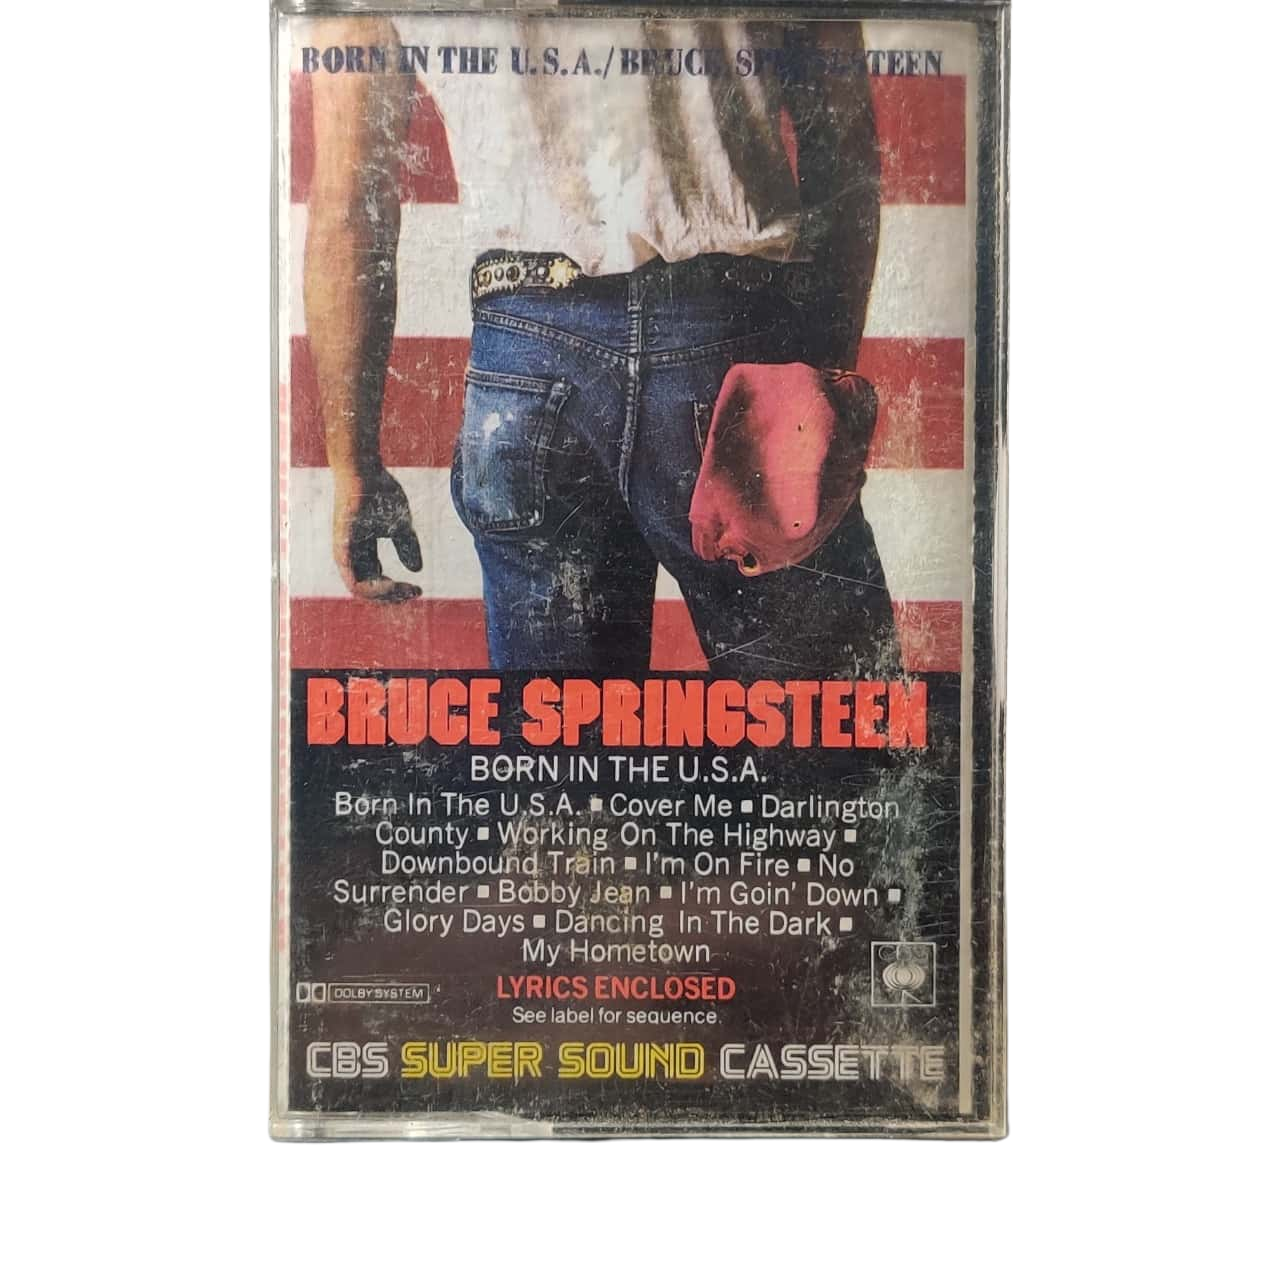 BORN IN THE U.S.A./BRUCE SPRINGSTEEN
BRUCE SPRINGSTEEN
BORN IN THE U.S.A.
Born In The U.S.A. ▪ Cover Me ▪ Darlington
County ▪ Working On The Highway ▪
Downbound Train ▪ I'm On Fire ▪ No
Surrender ▪ Bobby Jean ▪ I'm Goin' Down ▪
Glory Days ▪ Dancing In The Dark ▪
My Hometown
LYRICS ENCLOSED
DOLBY SYSTEM
See label for sequence.
CBS SUPER SOUND CASSETTE